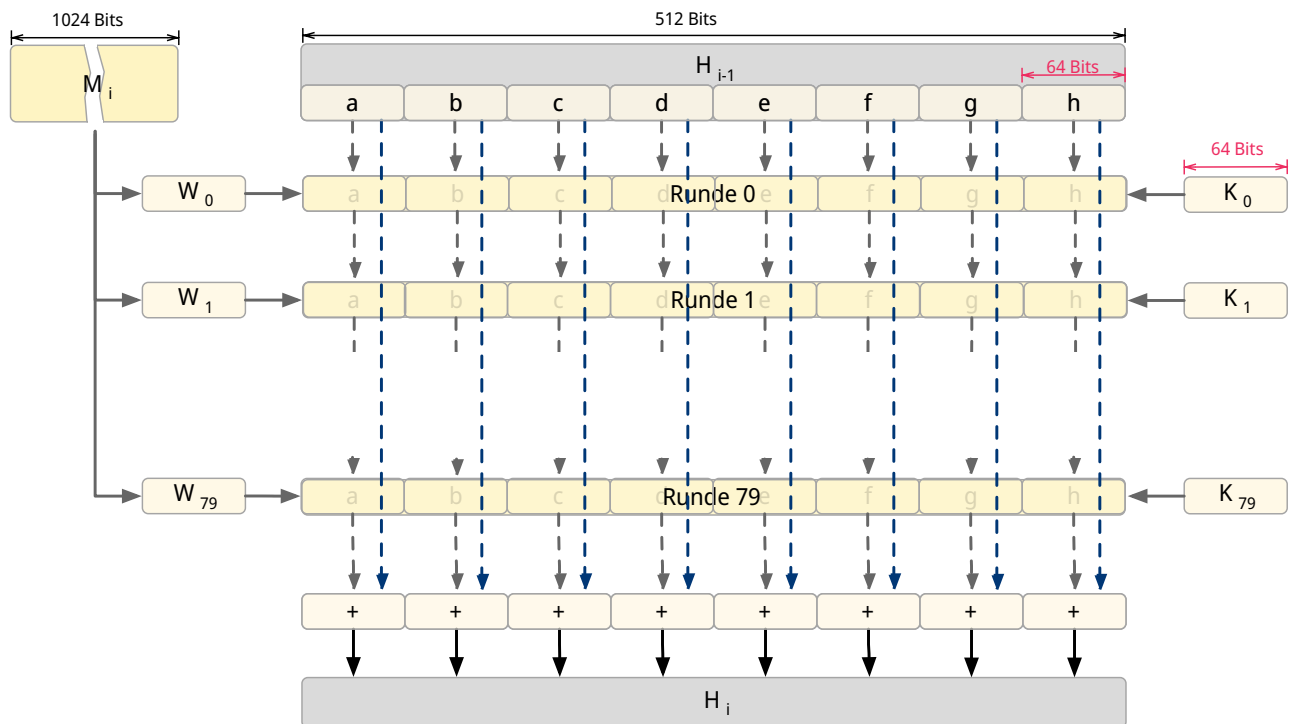 1024 Bits
512 Bits
M i
H i-1
64 Bits
a b c d e f g h
64 Bits
W 0
a b c d Runde 0 e f g h
K 0
W 1
a b c d Runde 1 e f g h
K 1
W 79
a b c d Runde 79 e f g h
K 79
+ + + + + + + +
H i